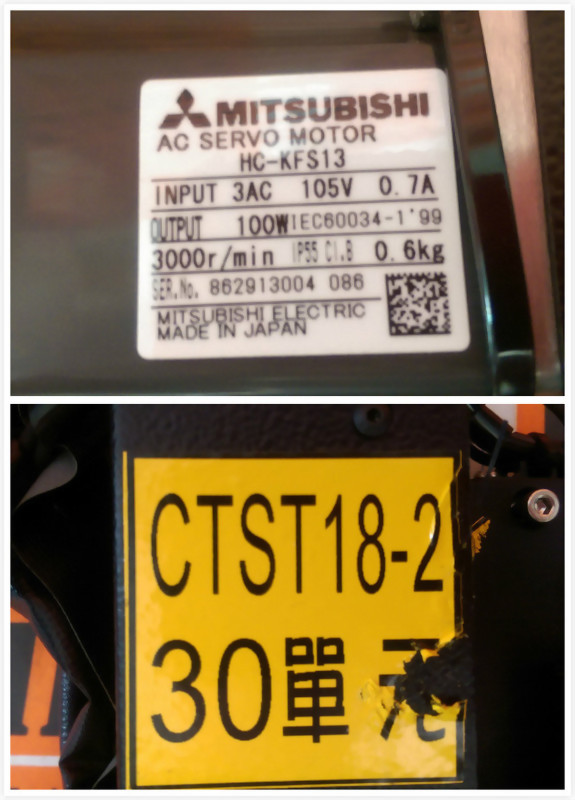 MITSUBISHI
AC SERVO MOTOR
HC-KFS13
INPUT 3AC 105V 0.7A
OUTPUT 100W IEC60034-1'99
3000r/min IP55 Cl.B 0.6kg
SER.No. 862913004 086
MITSUBISHI ELECTRIC
MADE IN JAPAN
CTST18-2
30單元